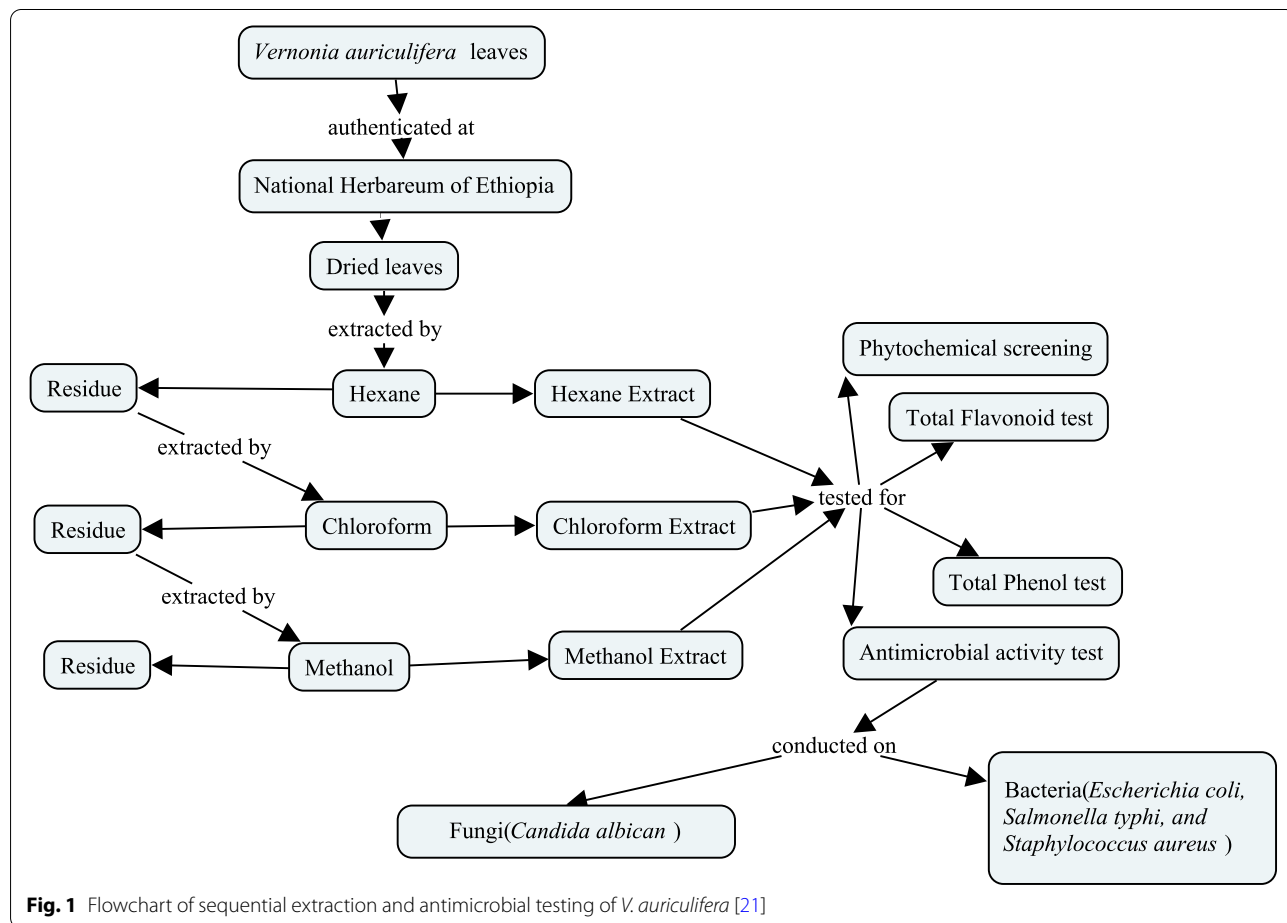 Vernonia auriculifera leaves
authenticated at
National Herbareum of Ethiopia
Dried leaves
extracted by
Residue
Hexane
Hexane Extract
Phytochemical screening
Total Flavonoid test
extracted by
tested for
Residue
Chloroform
Chloroform Extract
Total Phenol test
extracted by
Residue
Methanol
Methanol Extract
Antimicrobial activity test
conducted on
Fungi(Candida albican )
Bacteria(Escherichia coli,
Salmonella typhi, and
Staphylococcus aureus )
Fig. 1 Flowchart of sequential extraction and antimicrobial testing of V. auriculifera [21]